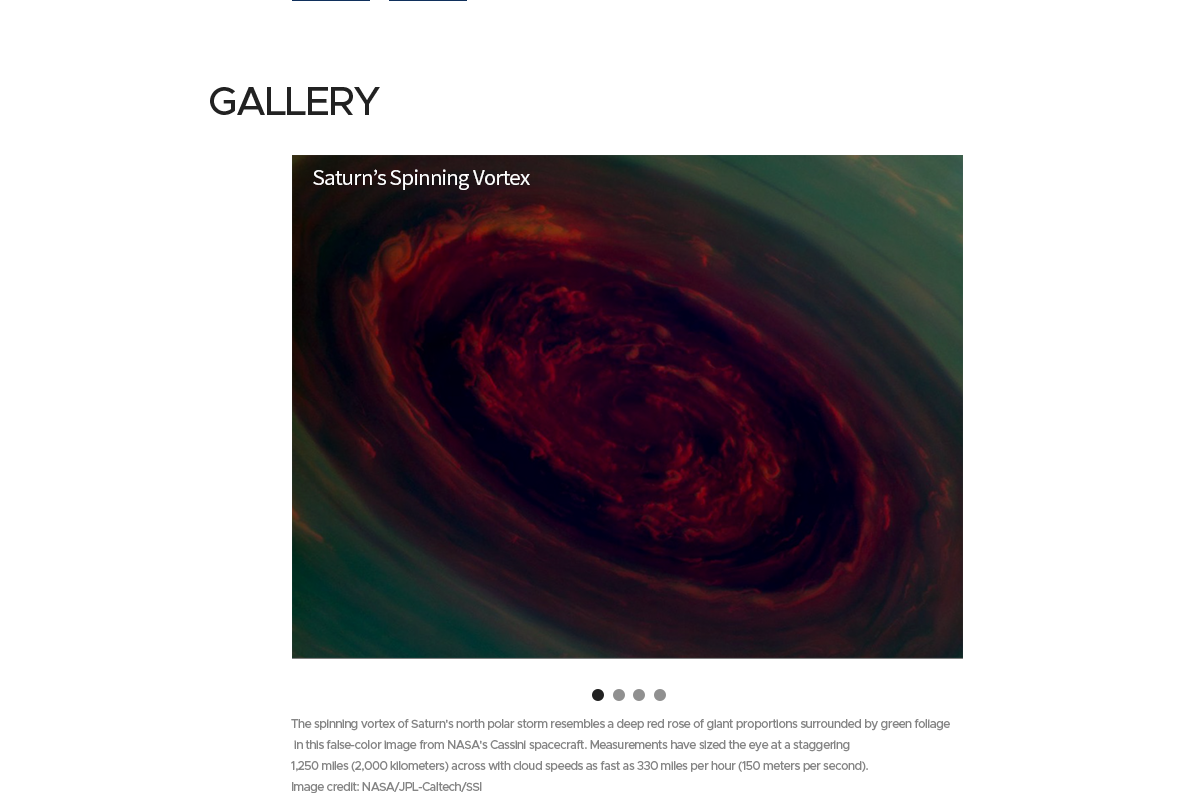 GALLERY
Saturn's Spinning Vortex
The spinning vortex of Saturn's north polar storm resembles a deep red rose of giant proportions surrounded by green foliage
in this false-color image from NASA's Cassini spacecraft. Measurements have sized the eye at a staggering
1,250 miles (2,000 kilometers) across with cloud speeds as fast as 330 miles per hour (150 meters per second).
Image credit: NASA/JPL-Caltech/SSI